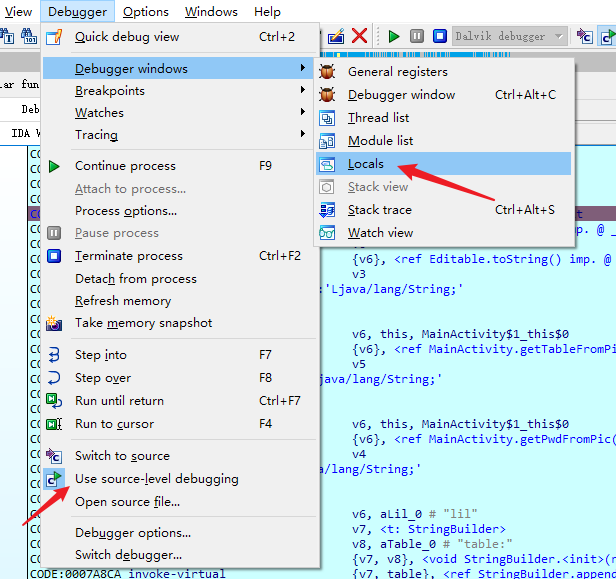 View Debugger Options Windows Help
Quick debug view Ctrl+2
Dalvik debugger
Debugger windows
Breakpoints
Watches
Tracing
Continue process F9
Attach to process...
Process options...
Pause process
Terminate process Ctrl+F2
Detach from process
Refresh memory
Take memory snapshot
Step into F7
Step over F8
Run until return Ctrl+F7
Run to cursor F4
Switch to source
Use source-level debugging
Open source file...
Debugger options...
Switch debugger...
General registers
Debugger window Ctrl+Alt+C
Thread list
Module list
Locals
Stack view
Stack trace Ctrl+Alt+S
Watch view
ar fun
Deb
IDA
{v6}, <ref Editable.toString() imp. @ _
v3
:'Ljava/lang/String;'
v6, this, MainActivity$1_this$0
{v6}, <ref MainActivity.getTableFromPi
v5
java/lang/String;'
v6, this, MainActivity$1_this$0
{v6}, <ref MainActivity.getPwdFromPic(
v4
java/lang/String;'
v6, aLil_0 # "lil"
v7, <t: StringBuilder>
v8, aTable_0 # "table:"
{v7, v8}, <void StringBuilder.<init>(r
CODE:0007A8CA invoke-virtual {v7, table}, <ref StringBuilder.append